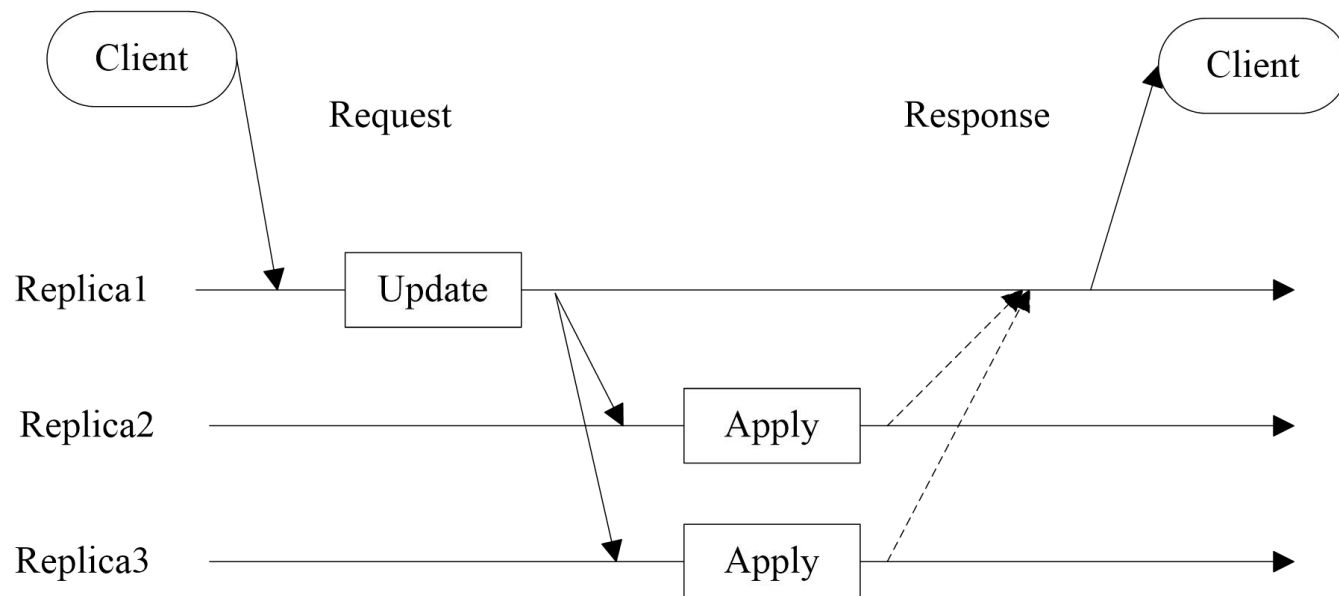 Client
Client
Request
Response
Replica1
Update
Replica2
Apply
Replica3
Apply